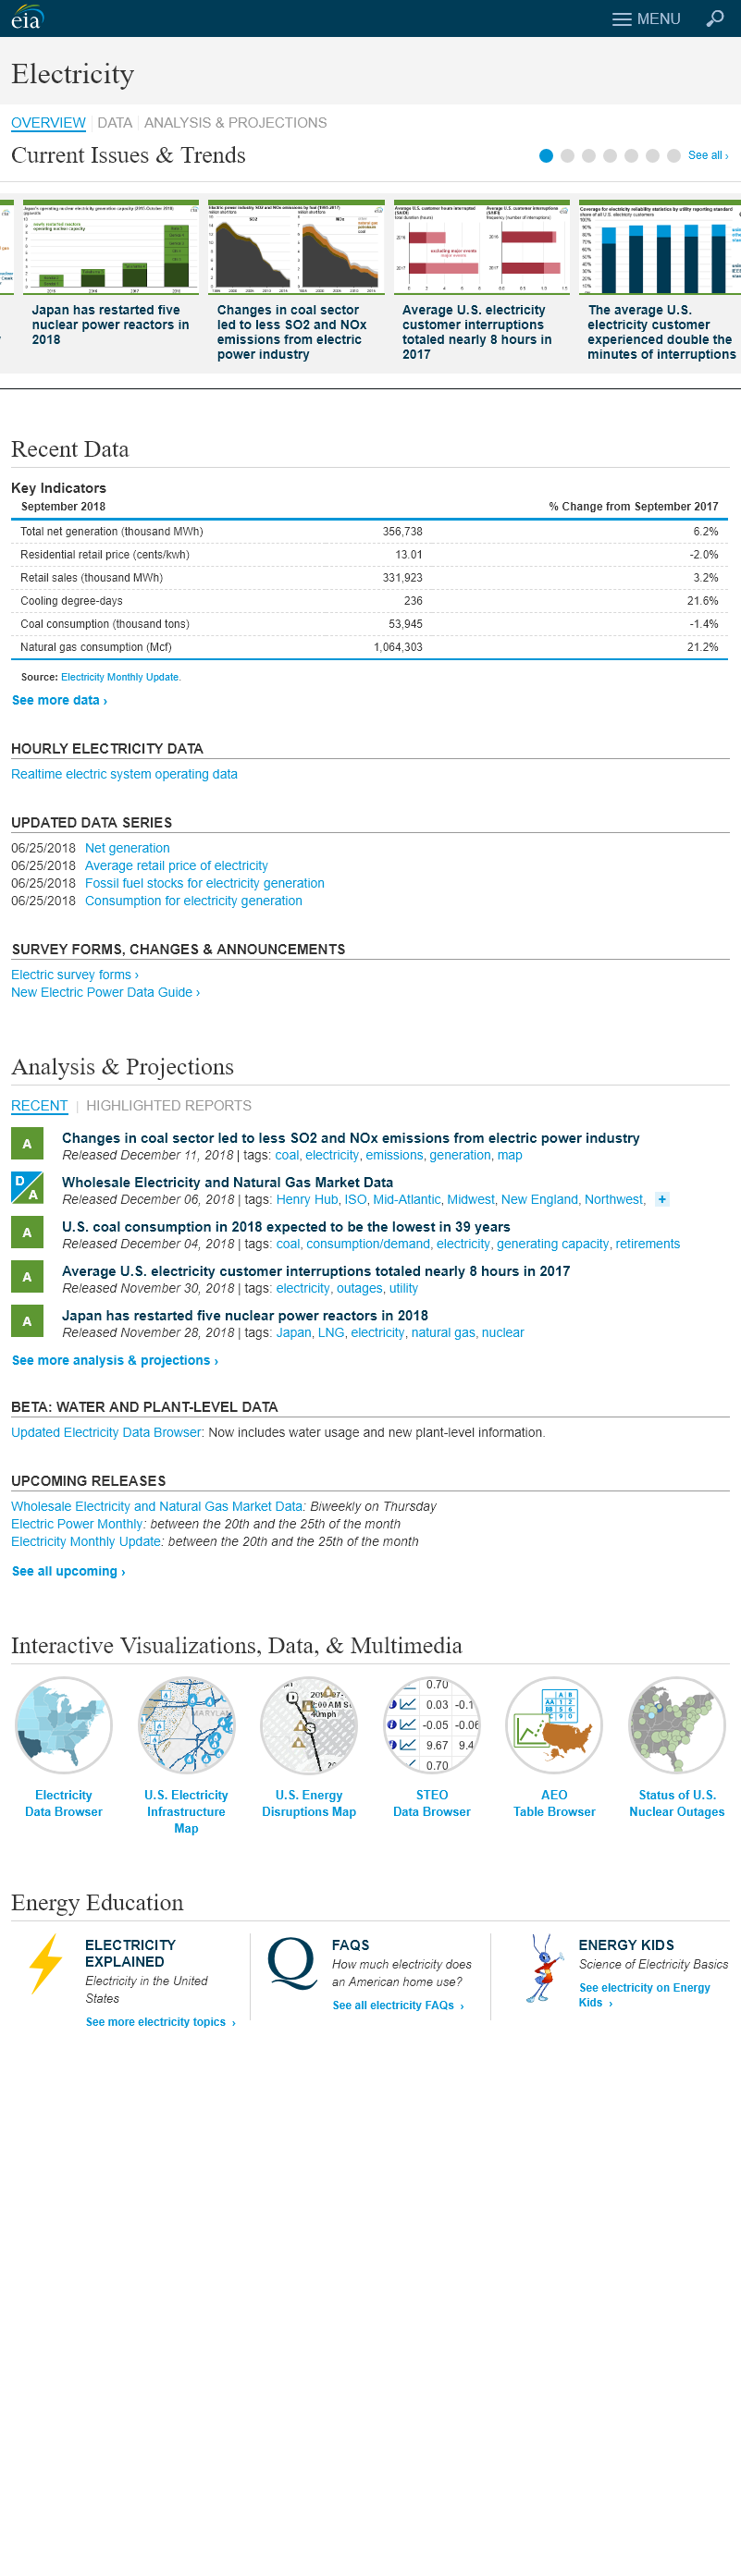 eia
MENU
Electricity
OVERVIEW DATA ANALYSIS & PROJECTIONS
Current Issues & Trends
See all ›
Japan has restarted five
nuclear power reactors in
2018
Changes in coal sector
led to less SO2 and NOx
emissions from electric
power industry
Average U.S. electricity
customer interruptions
totaled nearly 8 hours in
2017
The average U.S.
electricity customer
experienced double the
minutes of interruptions
Recent Data
Key Indicators
September 2018 % Change from September 2017
Total net generation (thousand MWh) 356,738 6.2%
Residential retail price (cents/kwh) 13.01 -2.0%
Retail sales (thousand MWh) 331,923 3.2%
Cooling degree-days 236 21.6%
Coal consumption (thousand tons) 53,945 -1.4%
Natural gas consumption (Mcf) 1,064,303 21.2%
Source: Electricity Monthly Update.
See more data ›
HOURLY ELECTRICITY DATA
Realtime electric system operating data
UPDATED DATA SERIES
06/25/2018 Net generation
06/25/2018 Average retail price of electricity
06/25/2018 Fossil fuel stocks for electricity generation
06/25/2018 Consumption for electricity generation
SURVEY FORMS, CHANGES & ANNOUNCEMENTS
Electric survey forms ›
New Electric Power Data Guide ›
Analysis & Projections
RECENT | HIGHLIGHTED REPORTS
A
Changes in coal sector led to less SO2 and NOx emissions from electric power industry
Released December 11, 2018 | tags: coal, electricity, emissions, generation, map
D A
Wholesale Electricity and Natural Gas Market Data
Released December 06, 2018 | tags: Henry Hub, ISO, Mid-Atlantic, Midwest, New England, Northwest, +
A
U.S. coal consumption in 2018 expected to be the lowest in 39 years
Released December 04, 2018 | tags: coal, consumption/demand, electricity, generating capacity, retirements
A
Average U.S. electricity customer interruptions totaled nearly 8 hours in 2017
Released November 30, 2018 | tags: electricity, outages, utility
A
Japan has restarted five nuclear power reactors in 2018
Released November 28, 2018 | tags: Japan, LNG, electricity, natural gas, nuclear
See more analysis & projections ›
BETA: WATER AND PLANT-LEVEL DATA
Updated Electricity Data Browser: Now includes water usage and new plant-level information.
UPCOMING RELEASES
Wholesale Electricity and Natural Gas Market Data: Biweekly on Thursday
Electric Power Monthly: between the 20th and the 25th of the month
Electricity Monthly Update: between the 20th and the 25th of the month
See all upcoming ›
Interactive Visualizations, Data, & Multimedia
0.70
0.03 -0.1
-0.05 -0.06
9.67 9.4
0.70
Electricity
Data Browser
U.S. Electricity
Infrastructure
Map
U.S. Energy
Disruptions Map
STEO
Data Browser
AEO
Table Browser
Status of U.S.
Nuclear Outages
Energy Education
ELECTRICITY
EXPLAINED
Electricity in the United
States
See more electricity topics ›
Q
FAQS
How much electricity does
an American home use?
See all electricity FAQs ›
ENERGY KIDS
Science of Electricity Basics
See electricity on Energy
Kids ›